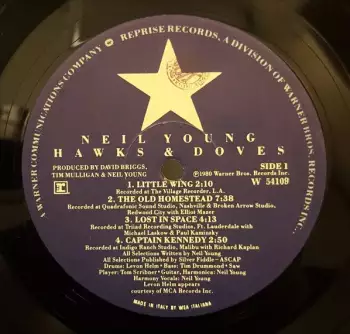 A WARNER COMMUNICATIONS COMPANY REPRISE RECORDS, A DIVISION OF WARNER BROS. RECORDS INC.
NEIL YOUNG
HAWKS & DOVES
PRODUCED BY DAVID BRIGGS,
TIM MULLIGAN & NEIL YOUNG
℗1980 Warner Bros. Records Inc.
SIDE 1
W 54109
1. LITTLE WING 2:10
Recorded at The Village Recorder, L.A.
2. THE OLD HOMESTEAD 7:38
Recorded at Quadrafonic Sound Studio, Nashville & Broken Arrow Studio,
Redwood City with Elliot Mazer
3. LOST IN SPACE 4:13
Recorded at Triiad Recording Studios, Ft. Lauderdale with
Michael Laskow & Paul Kaminsky
4. CAPTAIN KENNEDY 2:50
Recorded at Indigo Ranch Studio, Malibu with Richard Kaplan
All Selections Written by Neil Young
All Selections Published by Silver Fiddle – ASCAP
Drums: Levon Helm • Base: Tim Drummond • Saw
Player: Tom Scribner • Guitar, Harmonica: Neil Young
Harmony Vocals: Neil Young
Levon Helm appears
courtesy of MCA Records Inc.
MADE IN ITALY BY WEA ITALIANA